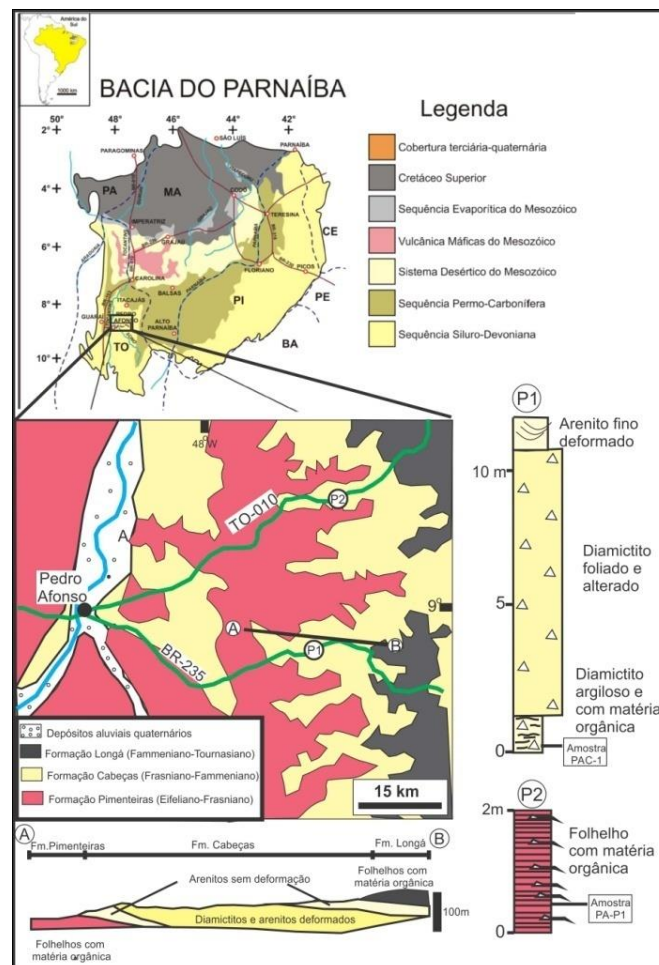 América do
Sul
1000 km
BACIA DO PARNAÍBA
50° 48° 46° 44° 42°
2°
4°
6°
8°
10°
SÃO LUÍS
PARNAÍBA
PARAGOMINAS
PA
MA
CODÓ
TERESINA
CE
IMPERATRIZ
GRAJAÚ
FLORIANO
PICOS
CAROLINA
PI
PE
ITACAJÁS
BALSAS
GUARAÍ
PEDRO
AFONSO
ALTO
PARNAÍBA
BA
TO
Legenda
Cobertura terciária-quaternária
Cretáceo Superior
Sequência Evaporítica do Mesozóico
Vulcânica Máficas do Mesozóico
Sistema Desértico do Mesozóico
Sequência Permo-Carbonífera
Sequência Siluro-Devoniana
48°W
TO-010
P2
A
Pedro
Afonso
9°
A
B
P1
BR-235
Depósitos aluviais quaternários
Formação Longá (Fammeniano-Tournasiano)
Formação Cabeças (Frasniano-Fammeniano)
Formação Pimenteiras (Eifeliano-Frasniano)
15 km
P1
Arenito fino
deformado
10 m
Diamictito
foliado e
alterado
5
Diamictito
argiloso e
com matéria
orgânica
0
Amostra
PAC-1
P2
2m
Folhelho
com matéria
orgânica
Amostra
PA-P1
0
A
B
Fm.Pimenteiras
Fm. Cabeças
Fm. Longá
Arenitos sem deformação
Folhelhos com
matéria orgânica
Diamictitos e arenitos deformados
100m
Folhelhos com
matéria orgânica